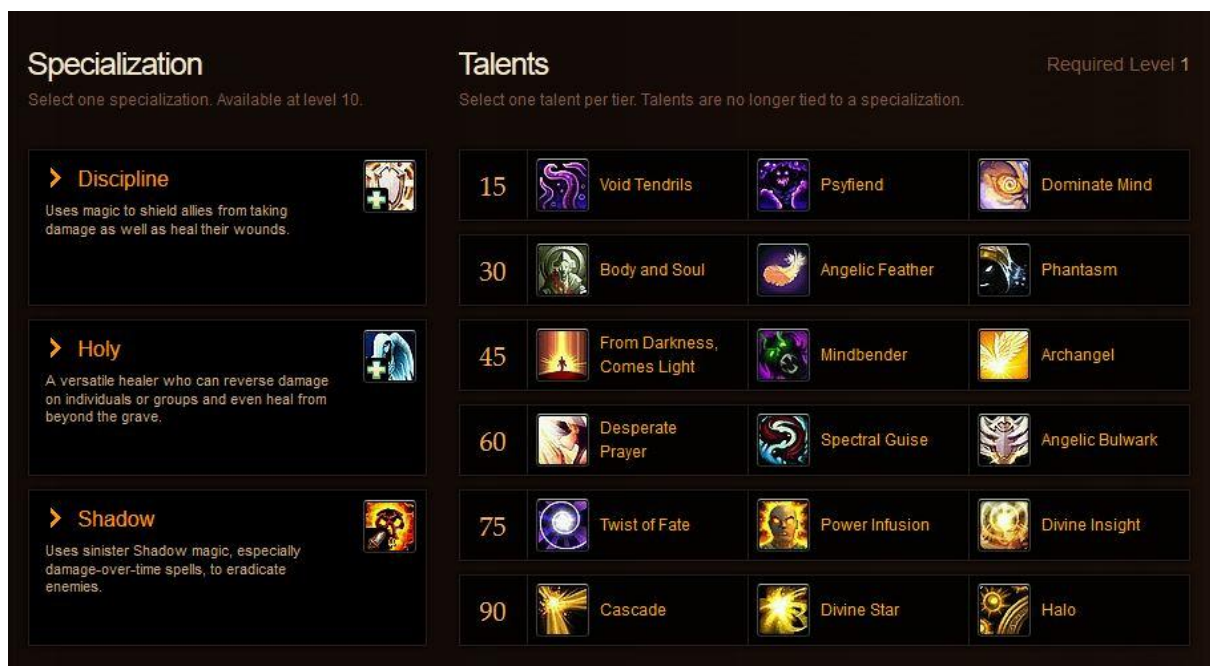 Specialization
Select one specialization. Available at level 10.
Discipline
Uses magic to shield allies from taking
damage as well as heal their wounds.
Holy
A versatile healer who can reverse damage
on individuals or groups and even heal from
beyond the grave.
Shadow
Uses sinister Shadow magic, especially
damage-over-time spells, to eradicate
enemies.
Talents
Required Level 1
Select one talent per tier. Talents are no longer tied to a specialization.
15 Void Tendrils Psyfiend Dominate Mind
30 Body and Soul Angelic Feather Phantasm
45 From Darkness,
Comes Light Mindbender Archangel
60 Desperate
Prayer Spectral Guise Angelic Bulwark
75 Twist of Fate Power Infusion Divine Insight
90 Cascade Divine Star Halo